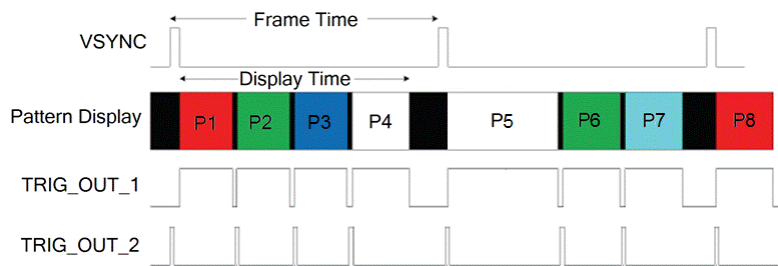 Frame Time
VSYNC
Display Time
Pattern Display
P1 P2 P3 P4 P5 P6 P7 P8
TRIG_OUT_1
TRIG_OUT_2